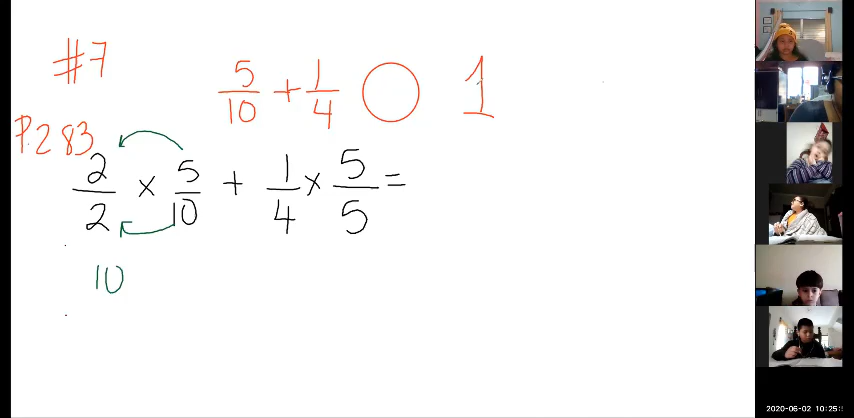 #7
5/10 + 1/4 ◯ 1
P.283
2/2 x 5/10 + 1/4 x 5/5 =
10
2020-06-02 10:25:5